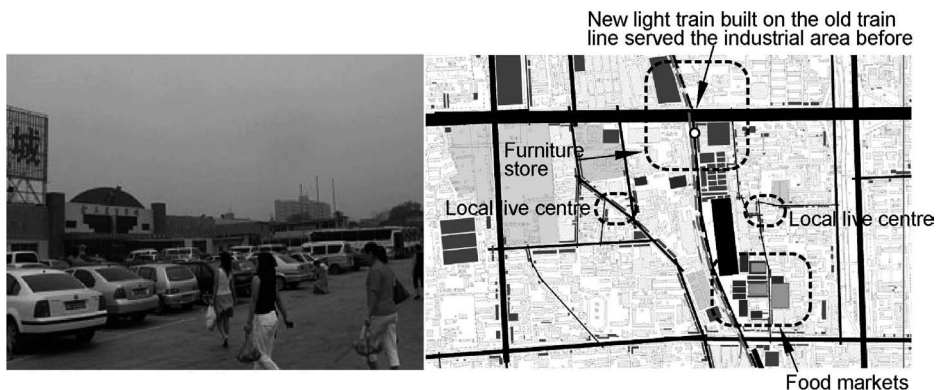 New light train built on the old train
line served the industrial area before
城
Furniture
store
Local live centre
Local live centre
Food markets